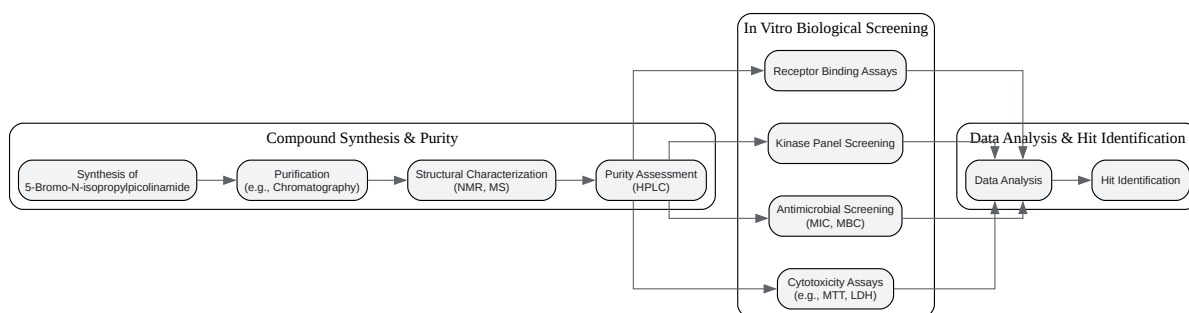 Compound Synthesis & Purity
Synthesis of
5-Bromo-N-isopropylpicolinamide
Purification
(e.g., Chromatography)
Structural Characterization
(NMR, MS)
Purity Assessment
(HPLC)
In Vitro Biological Screening
Receptor Binding Assays
Kinase Panel Screening
Antimicrobial Screening
(MIC, MBC)
Cytotoxicity Assays
(e.g., MTT, LDH)
Data Analysis & Hit Identification
Data Analysis
Hit Identification